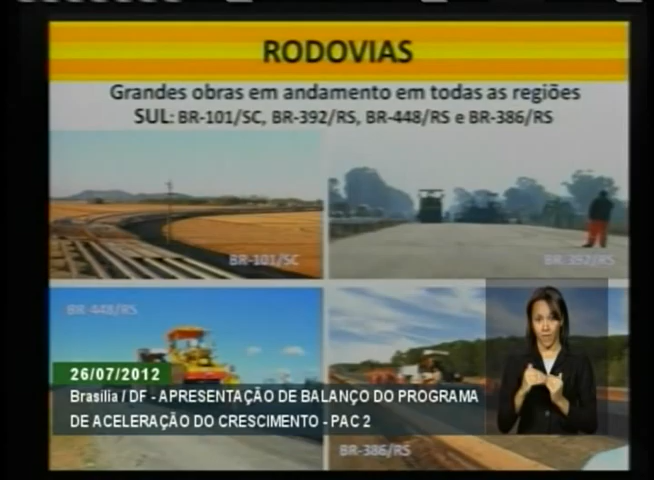 RODOVIAS
Grandes obras em andamento em todas as regiões
SUL: BR-101/SC, BR-392/RS, BR-448/RS e BR-386/RS
BR-101/SC
BR-392/RS
BR-448/RS
26/07/2012
Brasília / DF - APRESENTAÇÃO DE BALANÇO DO PROGRAMA
DE ACELERAÇÃO DO CRESCIMENTO - PAC 2
BR-386/RS